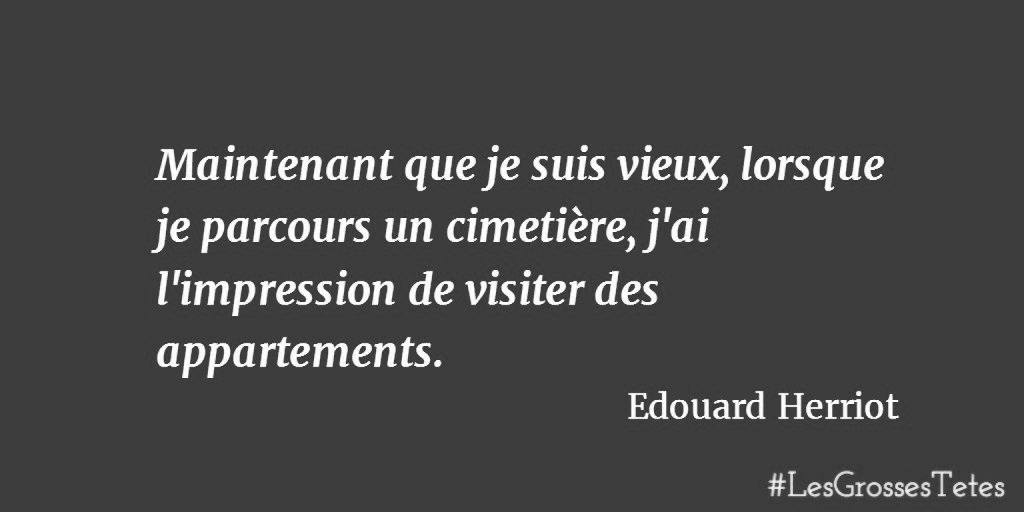 Maintenant que je suis vieux, lorsque
je parcours un cimetière, j'ai
l'impression de visiter des
appartements.
Edouard Herriot
#LesGrossesTetes